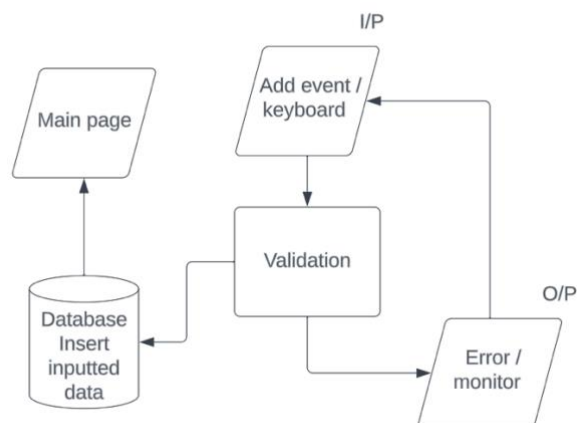 I/P
Add event /
keyboard
Main page
Validation
O/P
Database
Insert
inputted
data
Error /
monitor